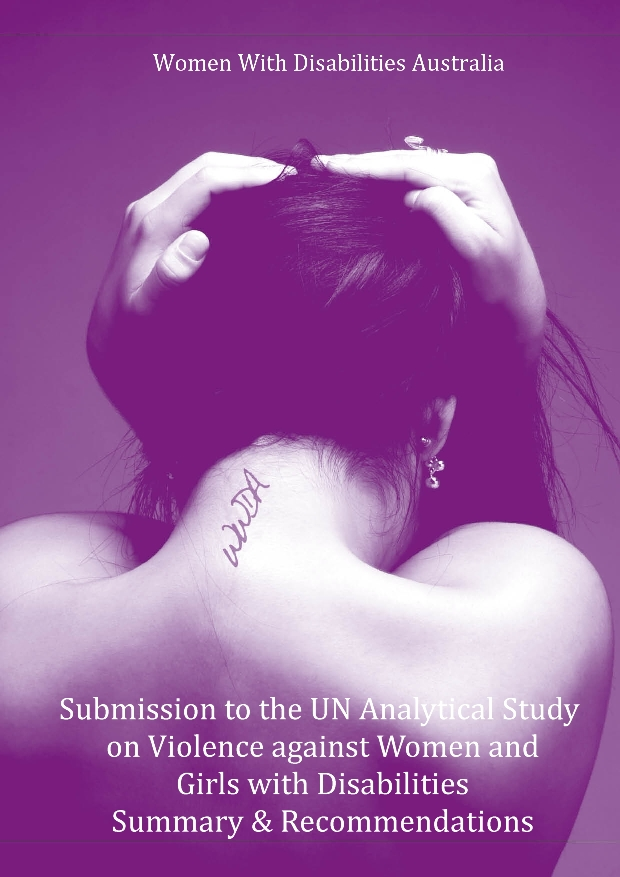 Women With Disabilities Australia
WWDA
Submission to the UN Analytical Study
on Violence against Women and
Girls with Disabilities
Summary & Recommendations